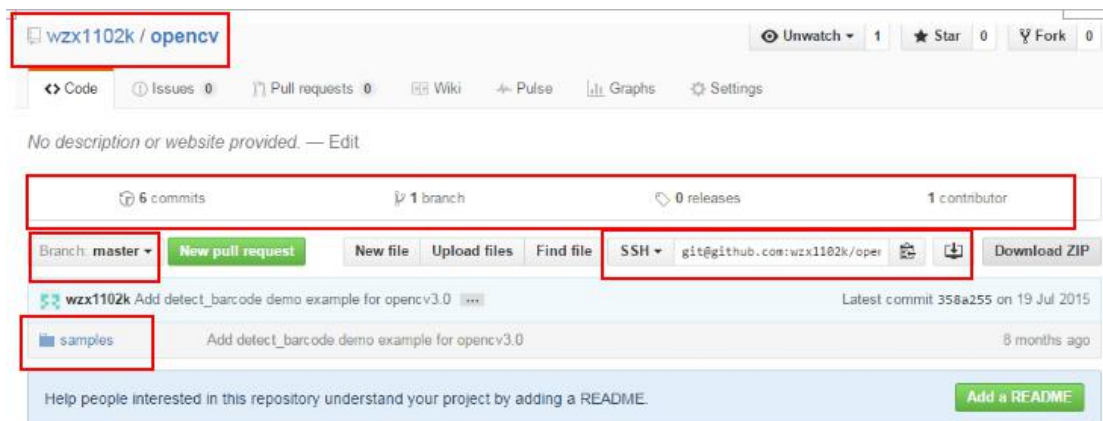 wzx1102k / opencv
Unwatch 1 Star 0 Fork 0
Code Issues 0 Pull requests 0 Wiki Pulse Graphs Settings
No description or website provided. — Edit
6 commits 1 branch 0 releases 1 contributor
Branch: master New pull request New file Upload files Find file SSH git@github.com:wzx1102k/oper Download ZIP
wzx1102k Add detect_barcode demo example for opencv3.0 ... Latest commit 358a255 on 19 Jul 2015
samples Add detect_barcode demo example for opencv3.0 8 months ago
Help people interested in this repository understand your project by adding a README. Add a README